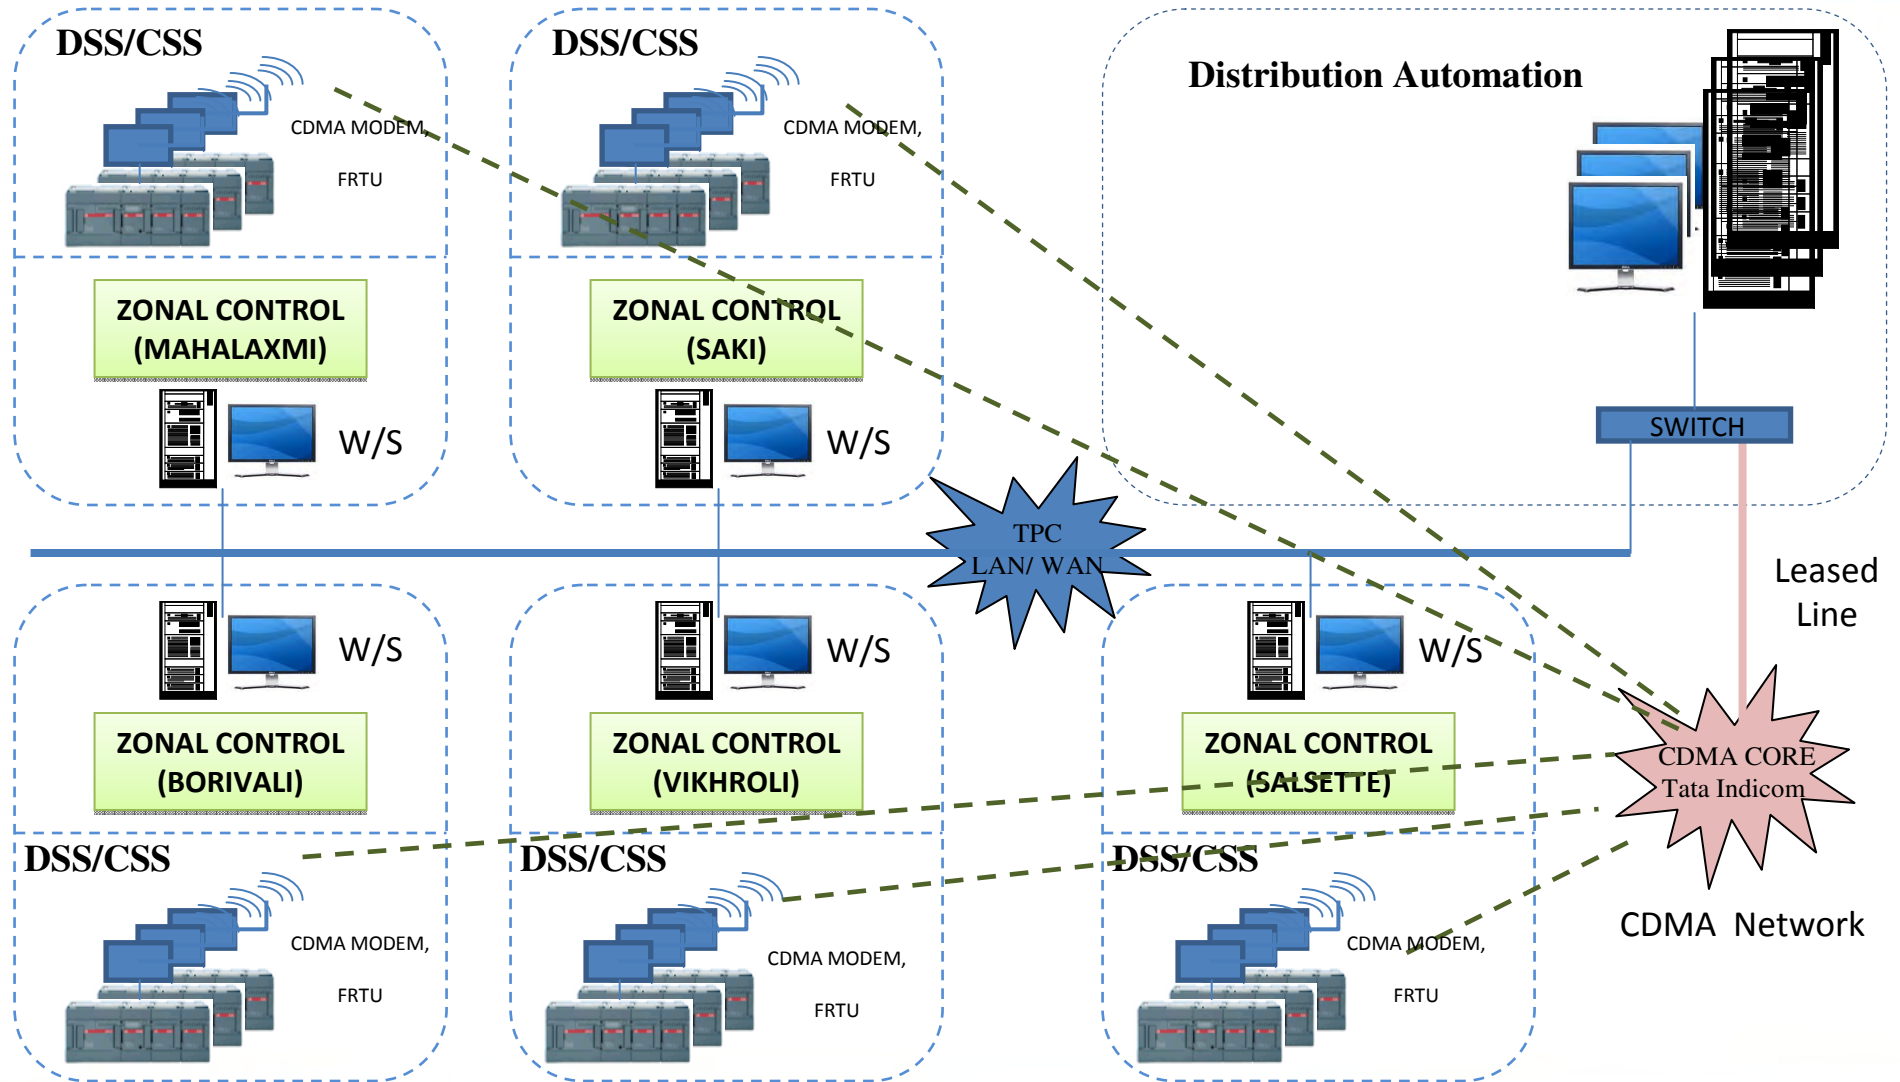 DSS/CSS
CDMA MODEM,
FRTU
ZONAL CONTROL
(MAHALAXMI)
W/S
DSS/CSS
CDMA MODEM,
FRTU
ZONAL CONTROL
(SAKI)
W/S
Distribution Automation
SWITCH
TPC
LAN/ WAN
Leased
Line
W/S
ZONAL CONTROL
(BORIVALI)
DSS/CSS
CDMA MODEM,
FRTU
W/S
ZONAL CONTROL
(VIKHROLI)
DSS/CSS
CDMA MODEM,
FRTU
W/S
ZONAL CONTROL
(SALSETTE)
DSS/CSS
CDMA MODEM,
FRTU
CDMA CORE
Tata Indicom
CDMA  Network